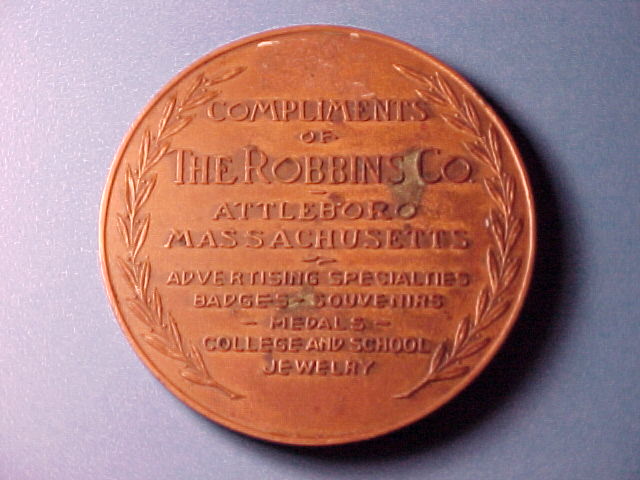 COMPLIMENTS
OF
THE ROBBINS CO.
ATTLEBORO
MASSACHUSETTS
ADVERTISING SPECIALTIES
BADGES - SOUVENIRS
- MEDALS -
COLLEGE AND SCHOOL
JEWELRY